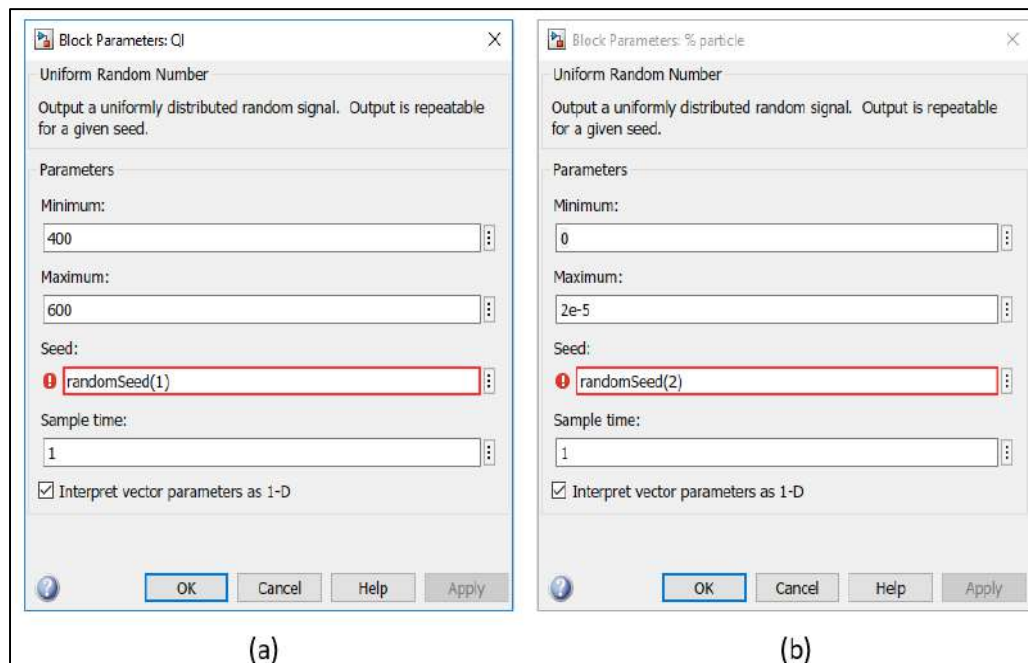 Block Parameters: QI
Uniform Random Number
Output a uniformly distributed random signal. Output is repeatable
for a given seed.
Parameters
Minimum:
400
Maximum:
600
Seed:
randomSeed(1)
Sample time:
1
Interpret vector parameters as 1-D
OK Cancel Help Apply
(a)
Block Parameters: % particle
Uniform Random Number
Output a uniformly distributed random signal. Output is repeatable
for a given seed.
Parameters
Minimum:
0
Maximum:
2e-5
Seed:
randomSeed(2)
Sample time:
1
Interpret vector parameters as 1-D
OK Cancel Help Apply
(b)